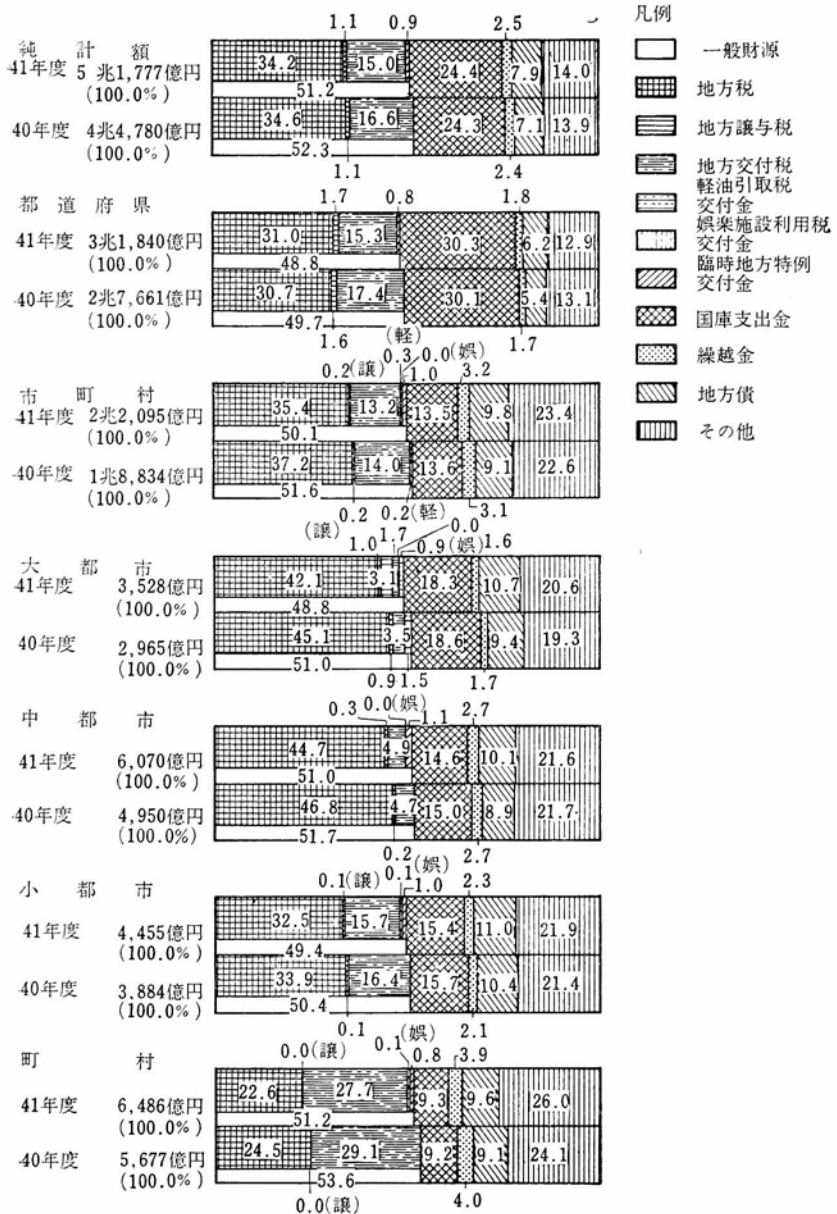 凡例
一般財源
地方税
地方譲与税
地方交付税
軽油引取税
交付金
娯楽施設利用税
交付金
臨時地方特例
交付金
国庫支出金
繰越金
地方債
その他
1.1 0.9 2.5
純計額
41年度 5兆1,777億円
(100.0%)
34.2 15.0 24.4 7.9 14.0
51.2
40年度 4兆4,780億円
(100.0%)
34.6 16.6 24.3 7.1 13.9
52.3
1.1 2.4
都道府県
1.7 0.8 1.8
41年度 3兆1,840億円
(100.0%)
31.0 15.3 30.3 6.2 12.9
48.8
40年度 2兆7,661億円
(100.0%)
30.7 17.4 30.1 5.4 13.1
49.7
1.6 1.7
(軽)
0.2(譲) 0.3 0.0(娯)
1.0 3.2
市町村
41年度 2兆2,095億円
(100.0%)
35.4 13.2 13.5 9.8 23.4
50.1
40年度 1兆8,834億円
(100.0%)
37.2 14.0 13.6 9.1 22.6
51.6
0.2 0.2(軽) 3.1
(譲)
1.0 1.7 0.0
0.9(娯) 1.6
大都市
41年度 3,528億円
(100.0%)
42.1 3.1 18.3 10.7 20.6
48.8
40年度 2,965億円
(100.0%)
45.1 3.5 18.6 9.4 19.3
51.0
0.9 1.5 1.7
中都市
0.3 0.0(娯) 1.1 2.7
41年度 6,070億円
(100.0%)
44.7 4.9 14.6 10.1 21.6
51.0
40年度 4,950億円
(100.0%)
46.8 4.7 15.0 8.9 21.7
51.7
0.2 2.7
小都市
0.1(譲) 0.1(娯) 1.0 2.3
41年度 4,455億円
(100.0%)
32.5 15.7 15.4 11.0 21.9
49.4
40年度 3.884億円
(100.0%)
33.9 16.4 15.7 10.4 21.4
50.4
0.1 2.1
町村
0.0(譲) 0.1(娯) 0.8 3.9
41年度 6,486億円
(100.0%)
22.6 27.7 9.3 9.6 26.0
51.2
40年度 5,677億円
(100.0%)
24.5 29.1 9.2 9.1 24.1
53.6
0.0(譲) 4.0